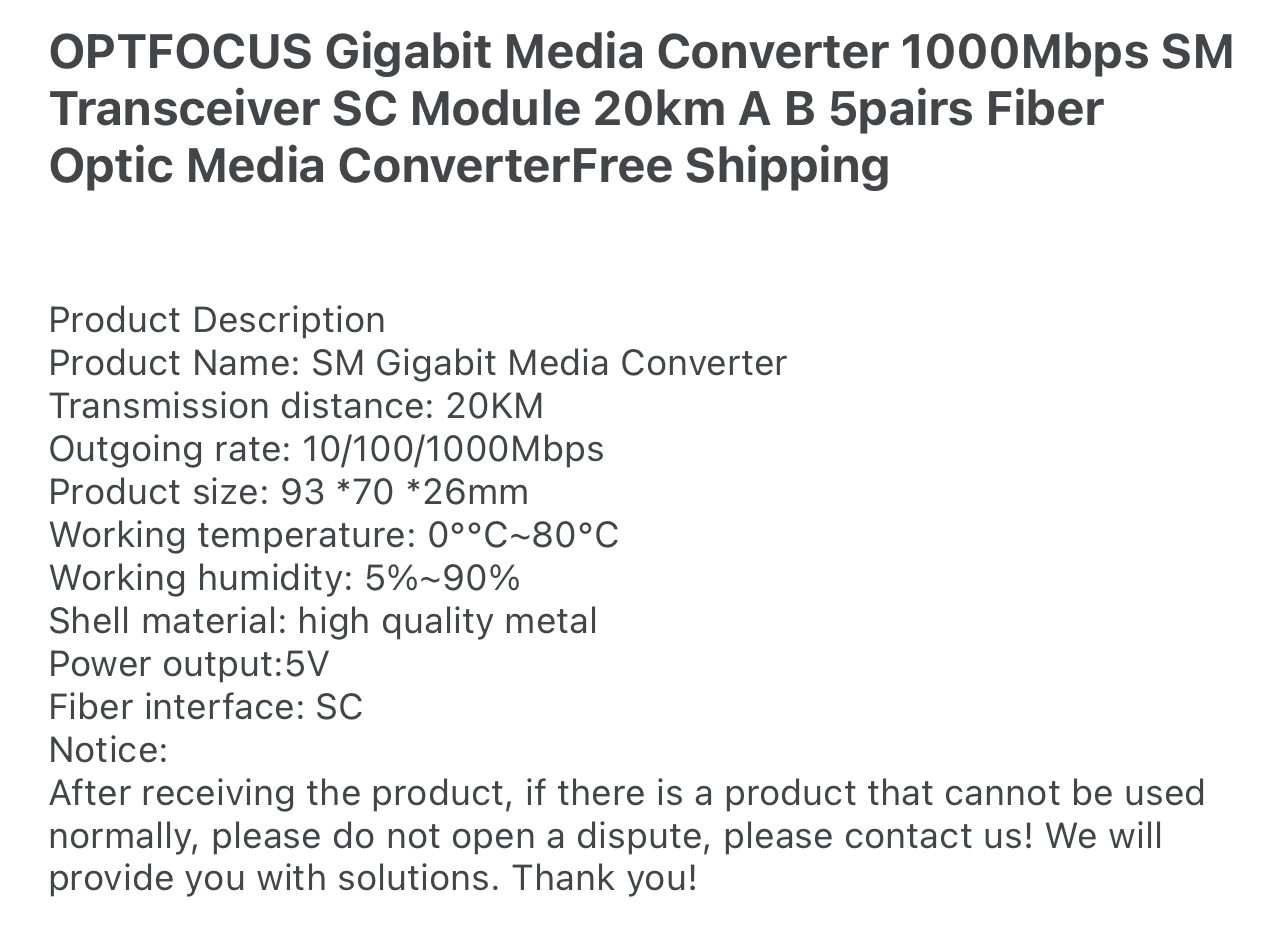 OPTFOCUS Gigabit Media Converter 1000Mbps SM
Transceiver SC Module 20km A B 5pairs Fiber
Optic Media ConverterFree Shipping
Product Description
Product Name: SM Gigabit Media Converter
Transmission distance: 20KM
Outgoing rate: 10/100/1000Mbps
Product size: 93 *70 *26mm
Working temperature: 0°°C~80°C
Working humidity: 5%~90%
Shell material: high quality metal
Power output:5V
Fiber interface: SC
Notice:
After receiving the product, if there is a product that cannot be used
normally, please do not open a dispute, please contact us! We will
provide you with solutions. Thank you!